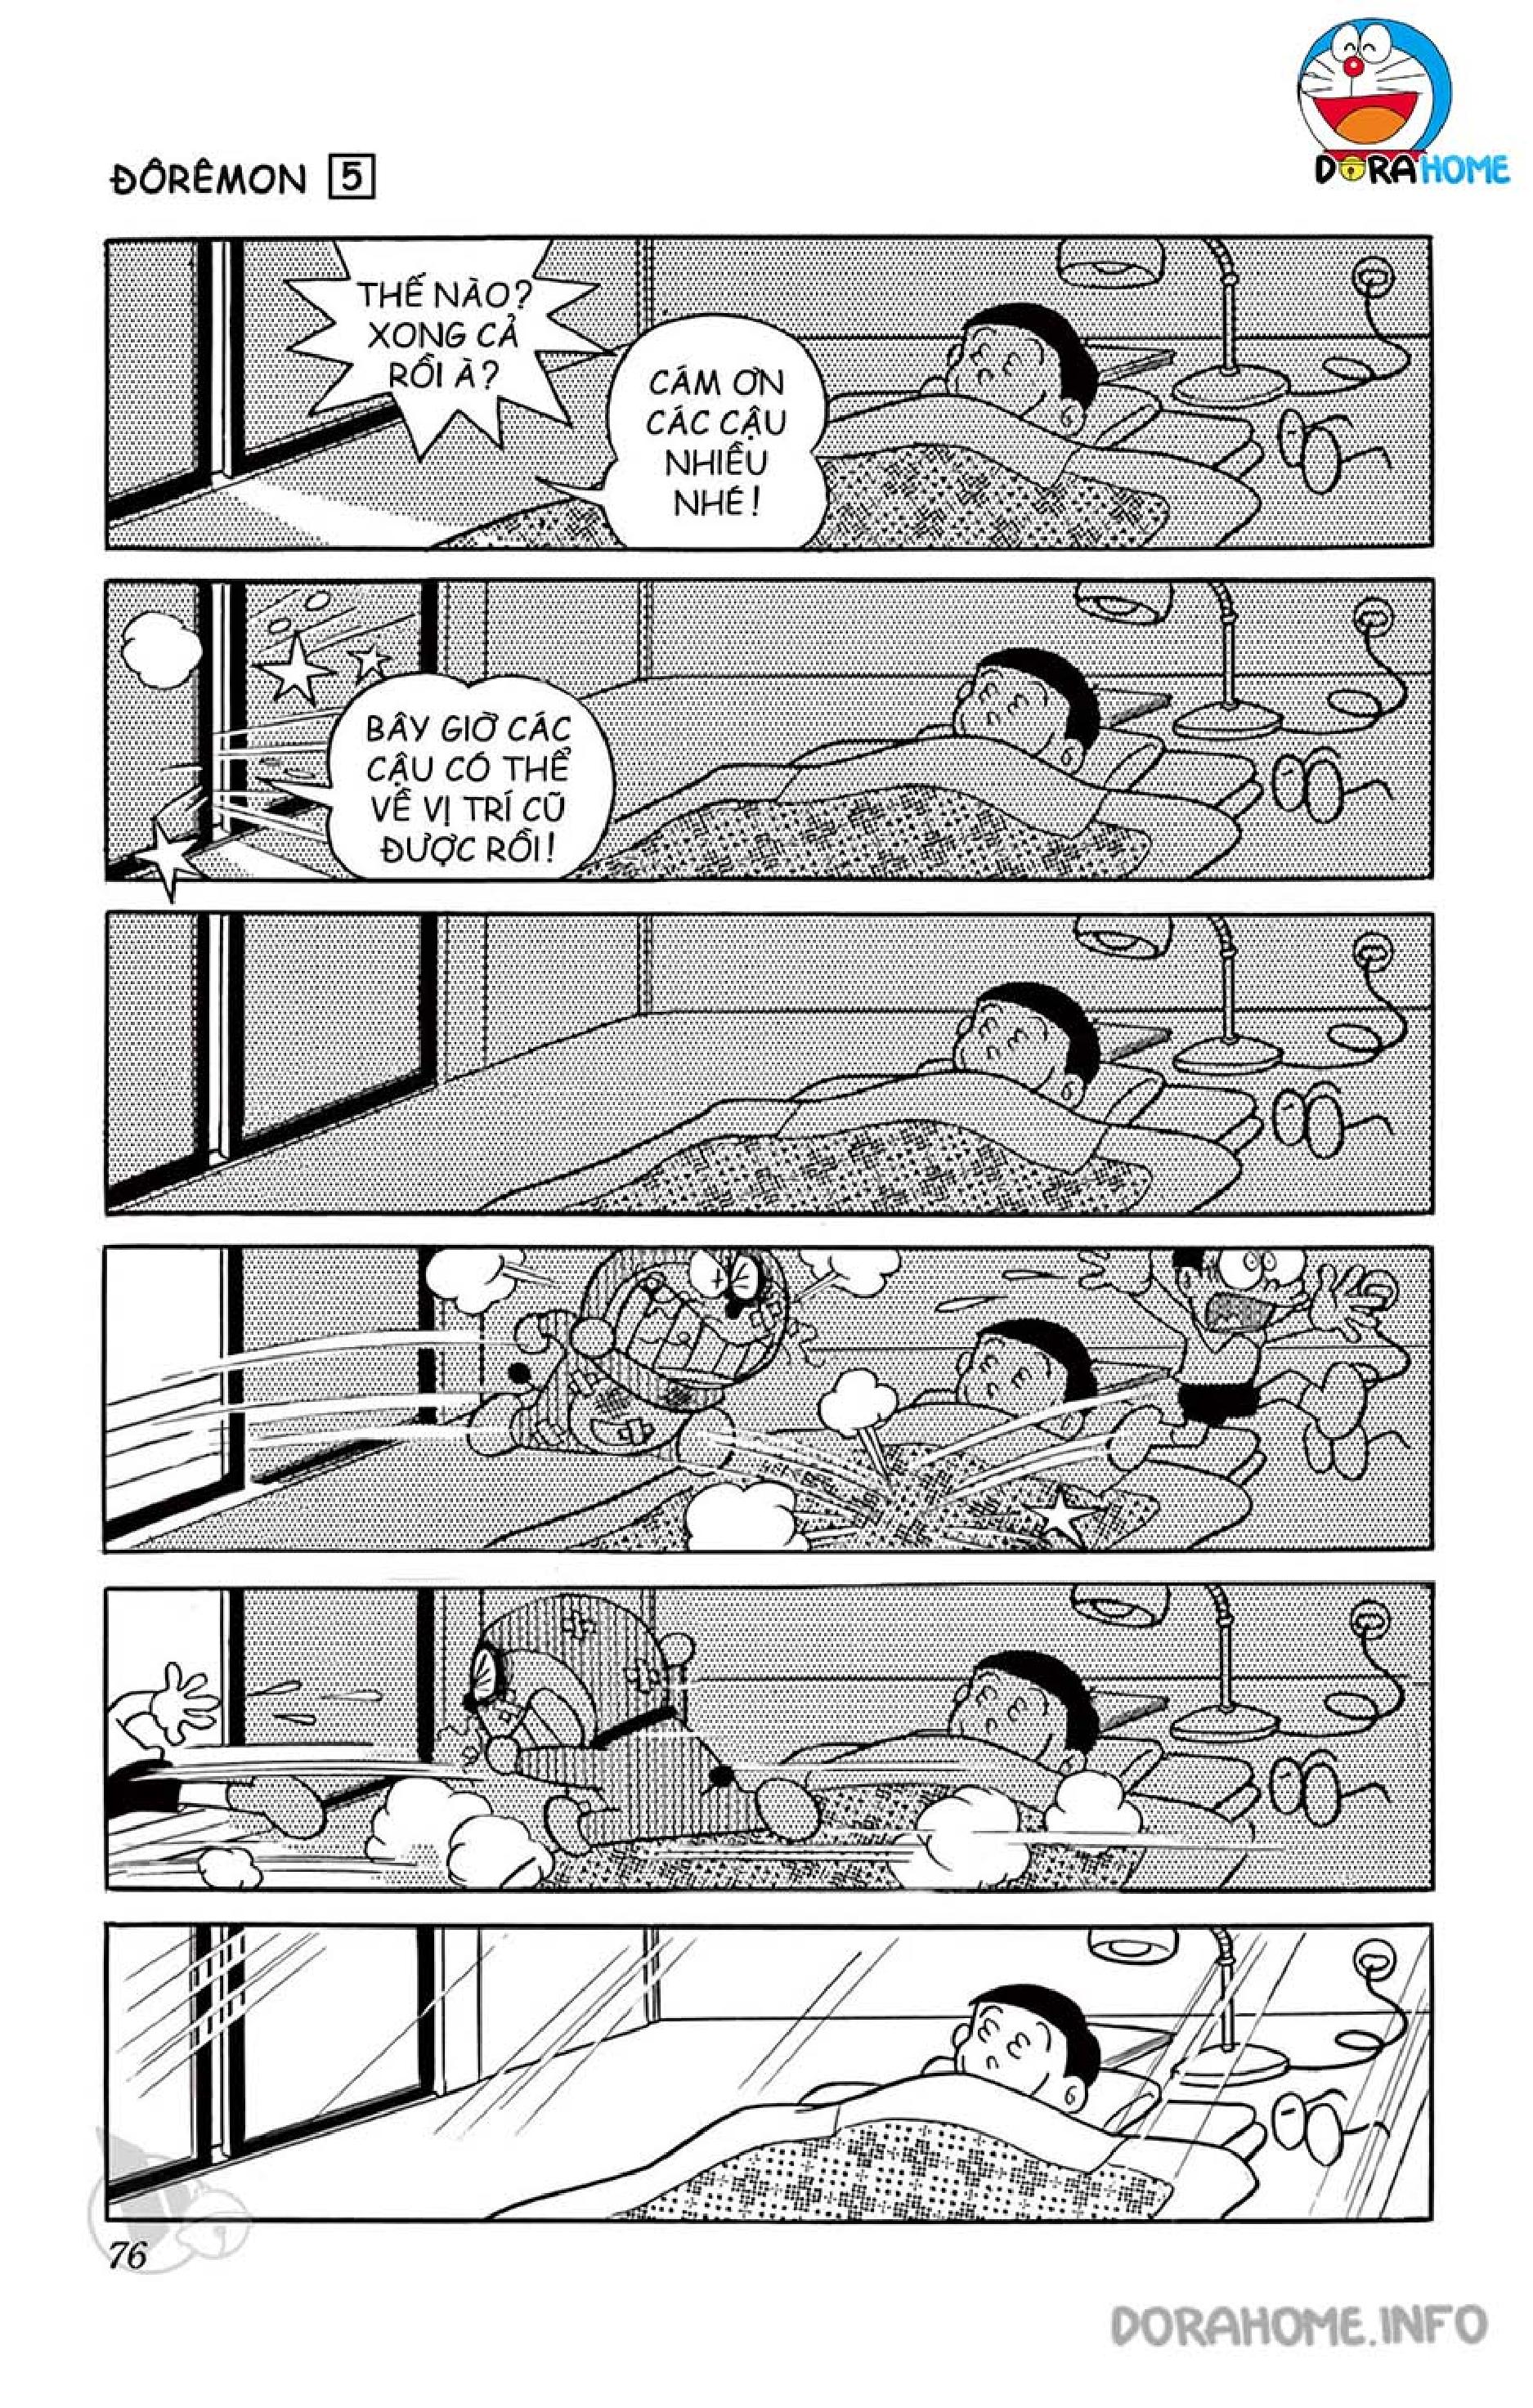 DORAHOME
ĐÔRÊMON 5
THẾ NÀO?
XONG CẢ
RỒI À?
CÁM ƠN
CÁC CẬU
NHIỀU
NHÉ!
BÂY GIỜ CÁC
CẬU CÓ THỂ
VỀ VỊ TRÍ CŨ
ĐƯỢC RỒI!
76
DORAHOME.INFO